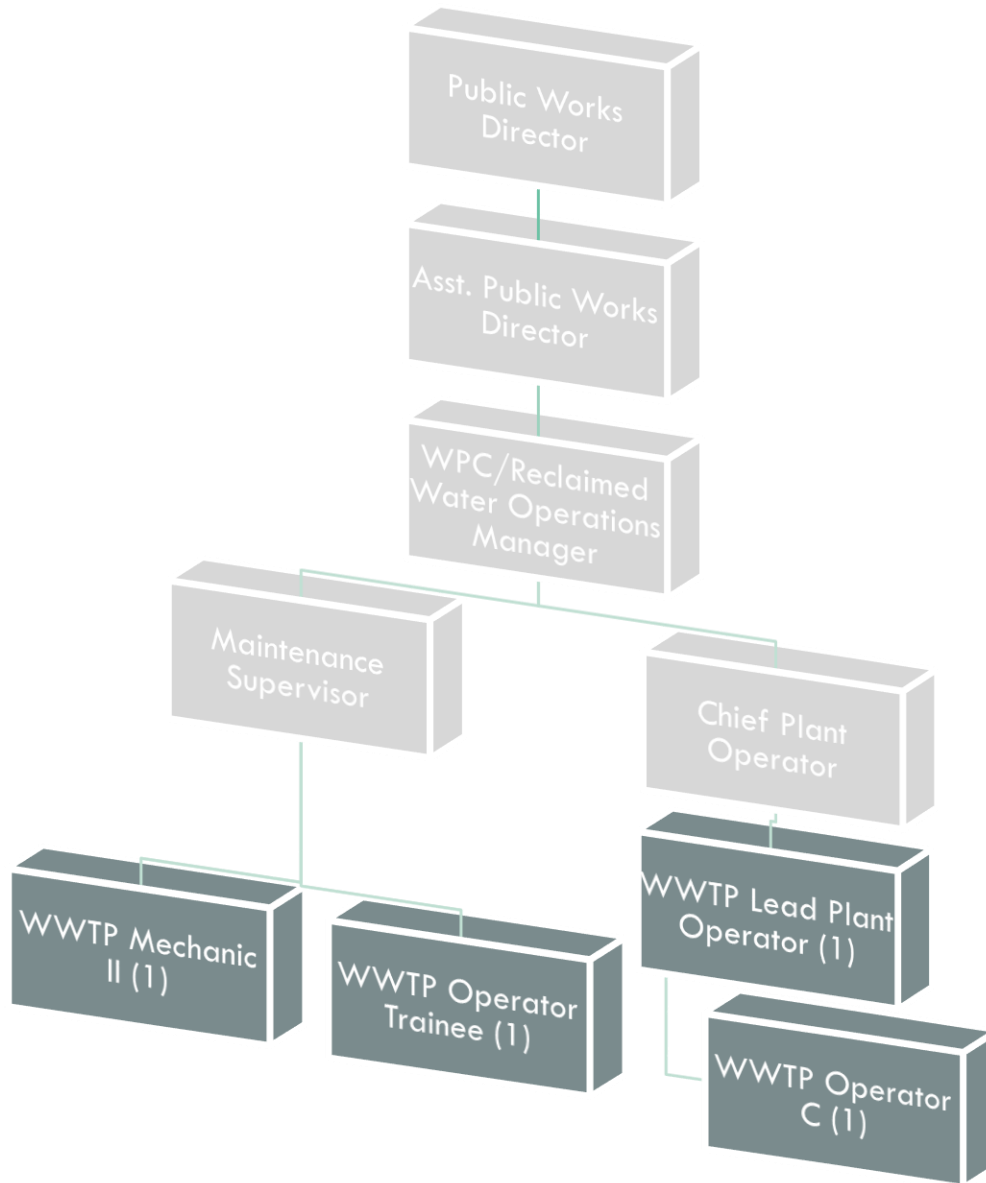 Public Works
Director
Asst. Public Works
Director
WPC/Reclaimed
Water Operations
Manager
Maintenance
Supervisor
Chief Plant
Operator
WWTP Mechanic
II (1)
WWTP Operator
Trainee (1)
WWTP Lead Plant
Operator (1)
WWTP Operator
C (1)